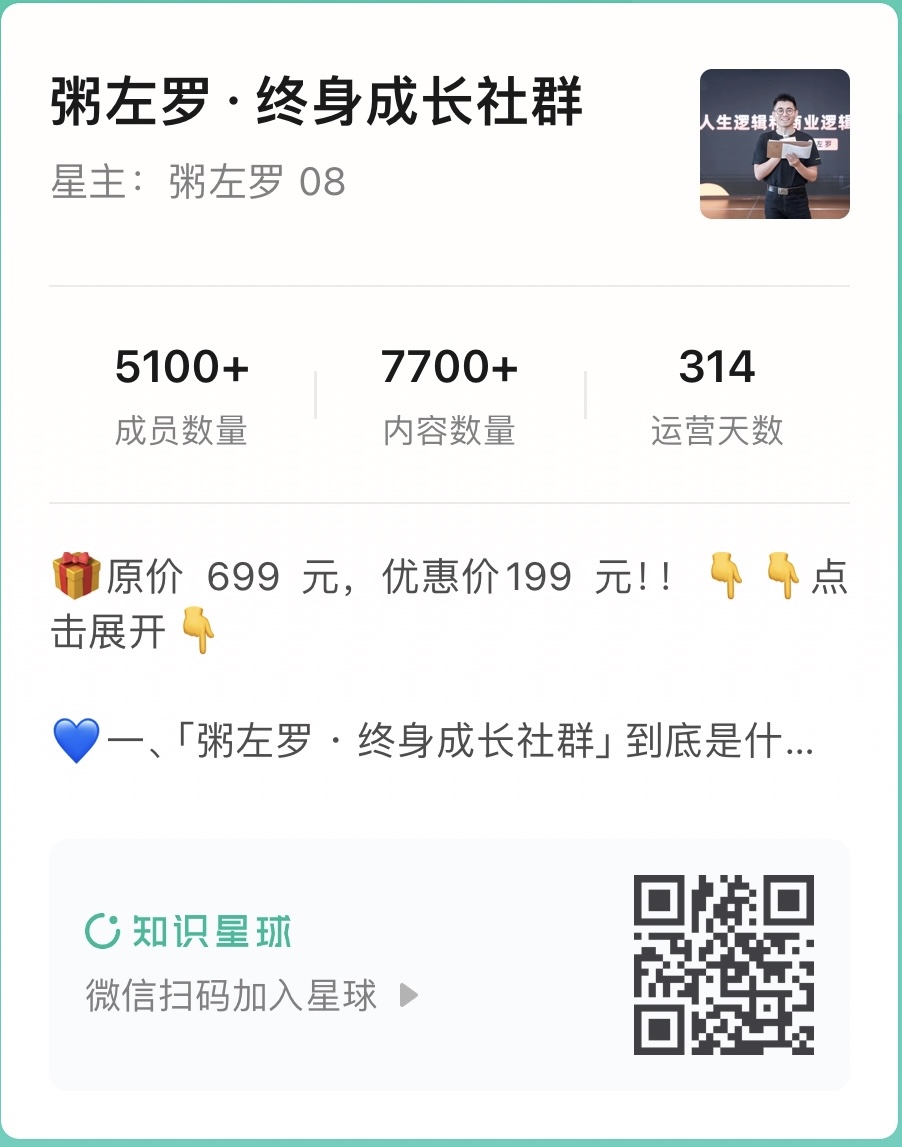 粥左罗 · 终身成长社群
星主：粥左罗 08
人生逻辑和商业逻辑
左罗
5100+ 7700+ 314
成员数量 内容数量 运营天数
🎁原价 699 元，优惠价199 元！！👇👇点
击展开👇
💙一、「粥左罗 · 终身成长社群」到底是什...
知识星球
微信扫码加入星球